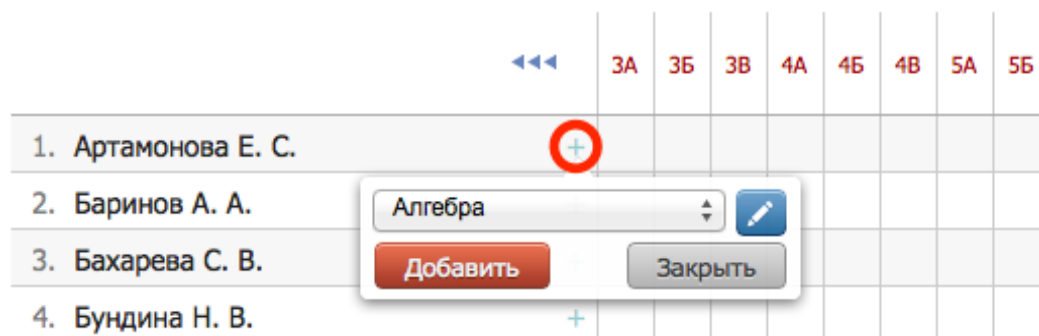 ◄◄◄ 3А 3Б 3В 4А 4Б 4В 5А 5Б
1. Артамонова Е. С. +
2. Баринов А. А.
Алгебра
3. Бахарева С. В.
Добавить Закрыть
4. Бундина Н. В. +